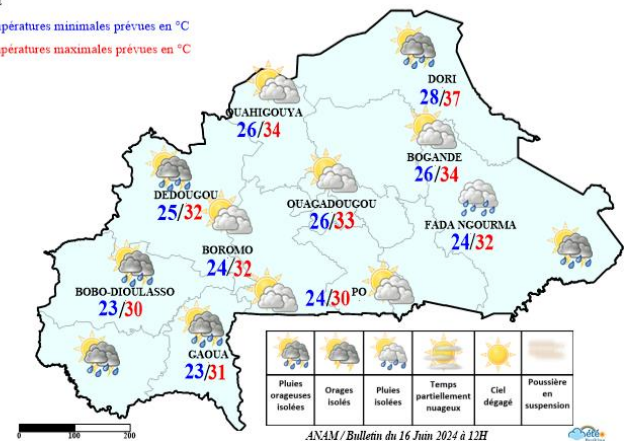 pératures minimales prévues en °C
pératures maximales prévues en °C
DORI
28/37
OUAHIGOUYA
26/34
BOGANDE
26/34
DEDOUGOU
25/32
OUAGADOUGOU
26/33
FADA NGOURMA
24/32
BOROMO
24/32
BOBO-DIOULASSO
23/30
24/30
PO
GAOUA
23/31
Pluies orageuses isolées
Orages isolés
Pluies isolées
Temps partiellement nuageux
Ciel dégagé
Poussière en suspension
0 100 200
ANAM / Bulletin du 16 Juin 2024 à 12H